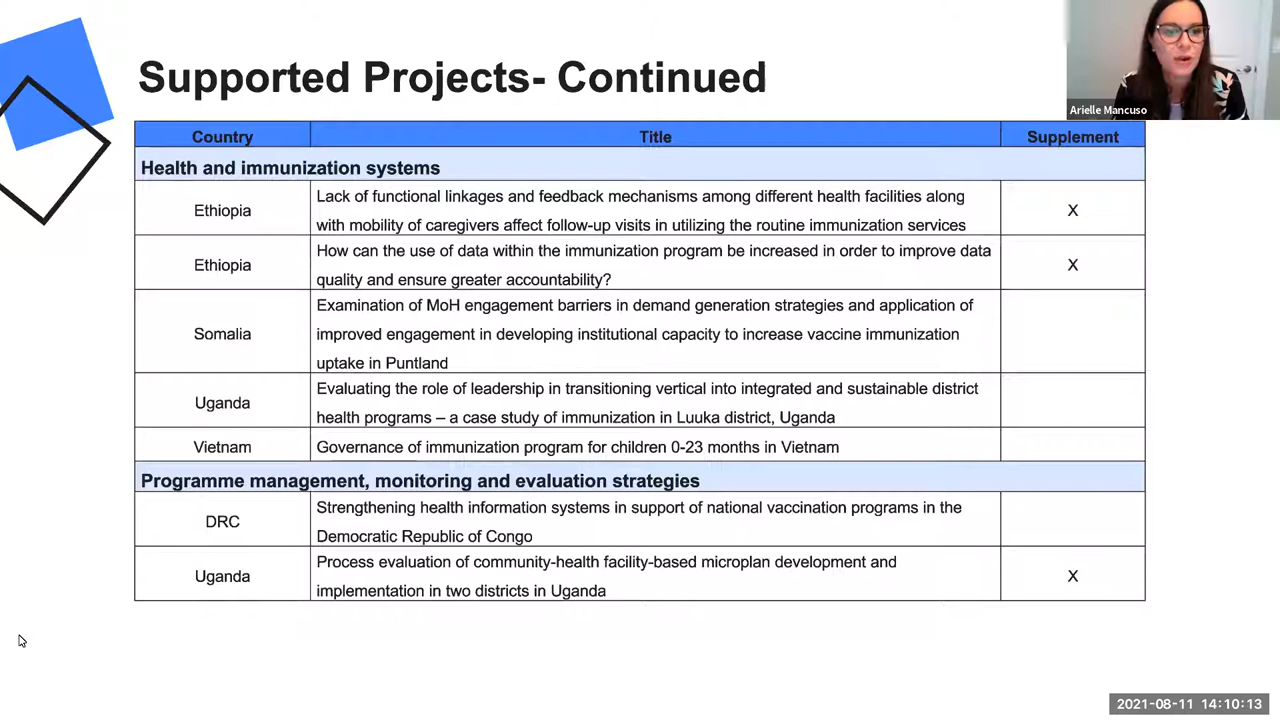 Supported Projects- Continued
Arielle Mancuso
Country Title Supplement
Health and immunization systems
Ethiopia
Lack of functional linkages and feedback mechanisms among different health facilities along
with mobility of caregivers affect follow-up visits in utilizing the routine immunization services
X
Ethiopia
How can the use of data within the immunization program be increased in order to improve data
quality and ensure greater accountability?
X
Somalia
Examination of MoH engagement barriers in demand generation strategies and application of
improved engagement in developing institutional capacity to increase vaccine immunization
uptake in Puntland
Uganda
Evaluating the role of leadership in transitioning vertical into integrated and sustainable district
health programs – a case study of immunization in Luuka district, Uganda
Vietnam Governance of immunization program for children 0-23 months in Vietnam
Programme management, monitoring and evaluation strategies
DRC
Strengthening health information systems in support of national vaccination programs in the
Democratic Republic of Congo
Uganda
Process evaluation of community-health facility-based microplan development and
implementation in two districts in Uganda
X
2021-08-11 14:10:13